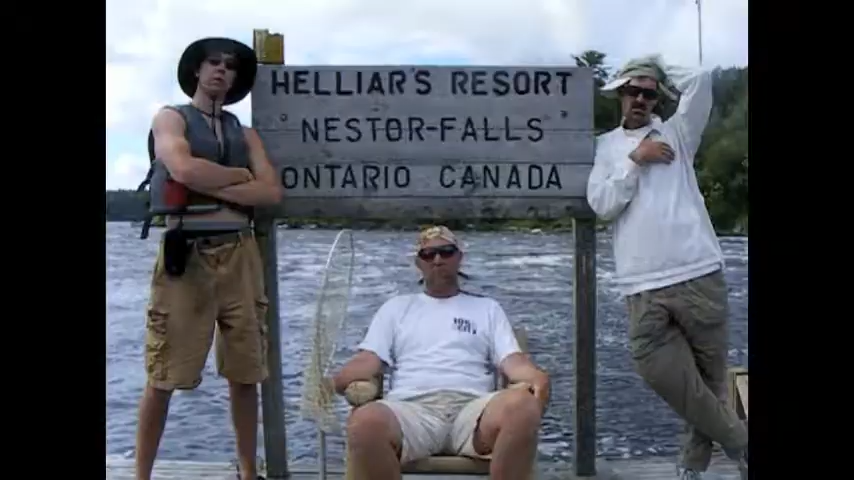 HELLIAR'S RESORT
" NESTOR-FALLS "
ONTARIO CANADA